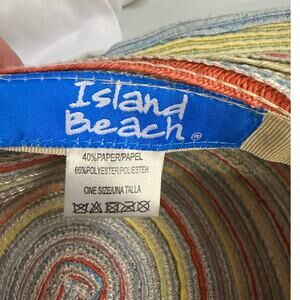 Island
Beach®
40%PAPER/PAPEL
60%POLYESTER/POLIESTER
ONE SIZE/UNA TALLA